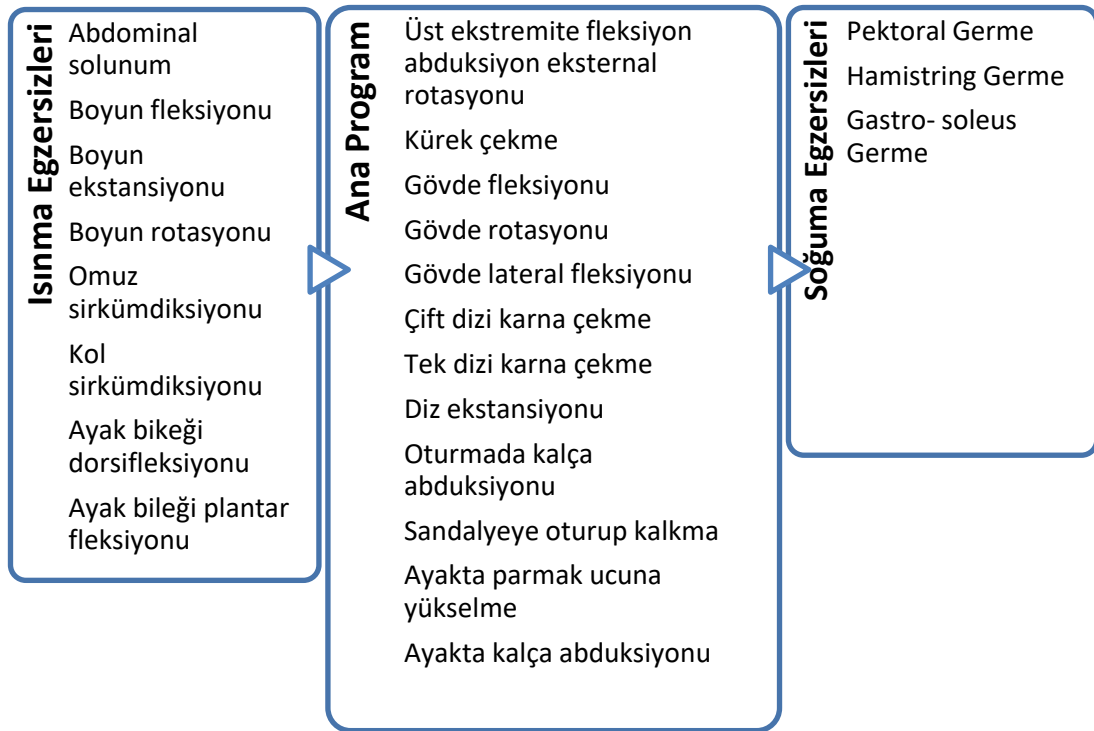 Isınma Egzersizleri
Abdominal
solunum
Boyun fleksiyonu
Boyun
ekstansiyonu
Boyun rotasyonu
Omuz
sirkümdiksiyonu
Kol
sirkümdiksiyonu
Ayak bikeği
dorsifleksiyonu
Ayak bileği plantar
fleksiyonu
Ana Program
Üst ekstremite fleksiyon
abduksiyon eksternal
rotasyonu
Kürek çekme
Gövde fleksiyonu
Gövde rotasyonu
Gövde lateral fleksiyonu
Çift dizi karna çekme
Tek dizi karna çekme
Diz ekstansiyonu
Oturmada kalça
abduksiyonu
Sandalyeye oturup kalkma
Ayakta parmak ucuna
yükselme
Ayakta kalça abduksiyonu
Soğuma Egzersizleri
Pektoral Germe
Hamistring Germe
Gastro- soleus
Germe